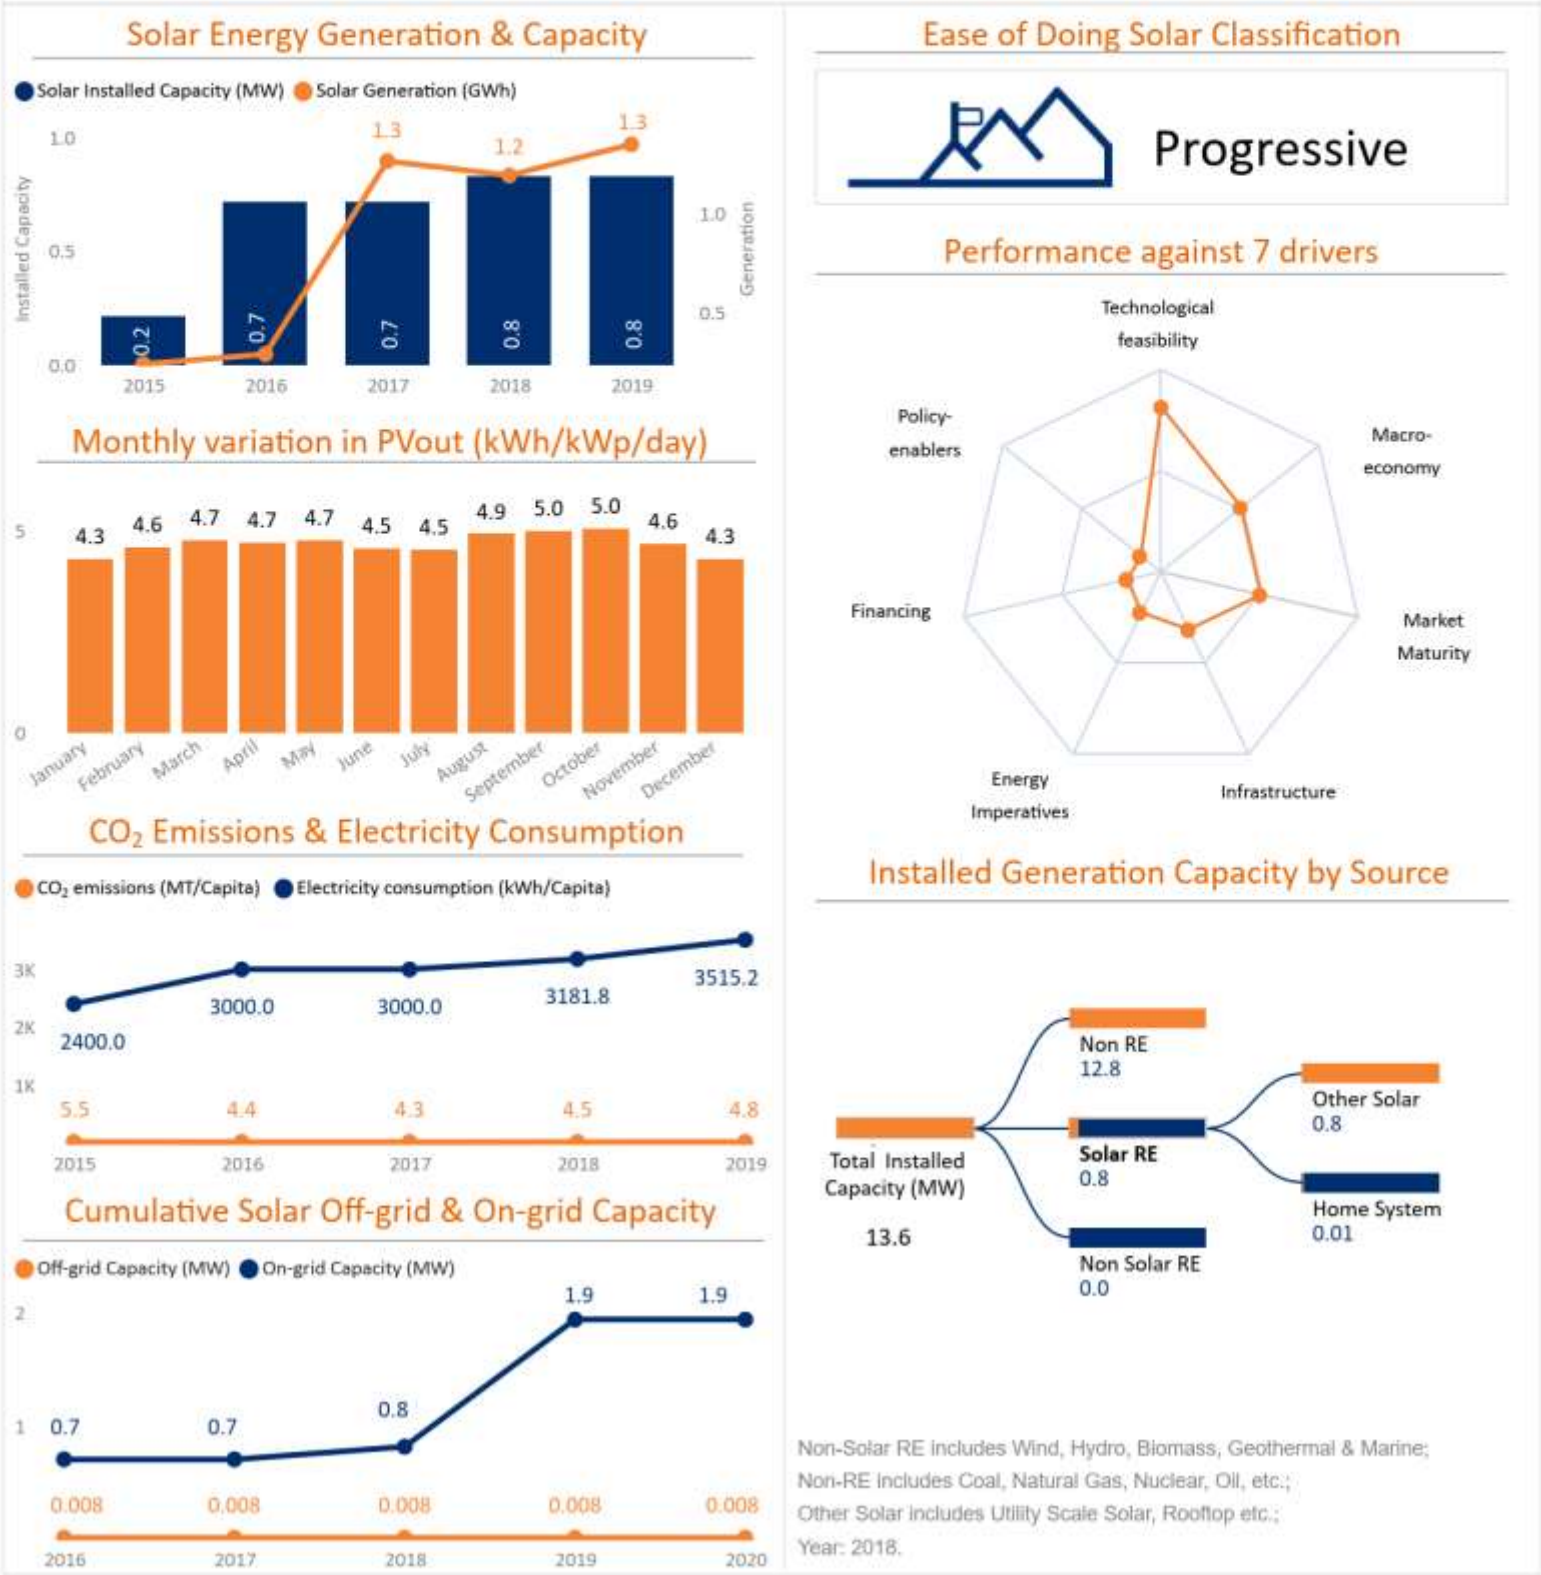 Solar Energy Generation & Capacity
Solar Installed Capacity (MW) Solar Generation (GWh)
1.0
0.5
0.0
Installed Capacity
1.3
1.2
1.3
0.2
0.7
0.7
0.8
0.8
1.0
0.5
Generation
2015 2016 2017 2018 2019
Monthly variation in PVout (kWh/kWp/day)
5
0
4.3 4.6 4.7 4.7 4.7 4.5 4.5 4.9 5.0 5.0 4.6 4.3
January February March April May June July August September October November December
CO₂ Emissions & Electricity Consumption
CO₂ emissions (MT/Capita) Electricity consumption (kWh/Capita)
3K
2K
1K
2400.0 3000.0 3000.0 3181.8 3515.2
5.5 4.4 4.3 4.5 4.8
2015 2016 2017 2018 2019
Cumulative Solar Off-grid & On-grid Capacity
Off-grid Capacity (MW) On-grid Capacity (MW)
2
1
0.7 0.7 0.8 1.9 1.9
0.008 0.008 0.008 0.008 0.008
2016 2017 2018 2019 2020
Ease of Doing Solar Classification
Progressive
Performance against 7 drivers
Technological
feasibility
Macro-
economy
Market
Maturity
Infrastructure
Energy
Imperatives
Financing
Policy-
enablers
Installed Generation Capacity by Source
Total Installed
Capacity (MW)
13.6
Non RE
12.8
Solar RE
0.8
Non Solar RE
0.0
Other Solar
0.8
Home System
0.01
Non-Solar RE includes Wind, Hydro, Biomass, Geothermal & Marine;
Non-RE includes Coal, Natural Gas, Nuclear, Oil, etc.;
Other Solar includes Utility Scale Solar, Rooftop etc.;
Year: 2018.